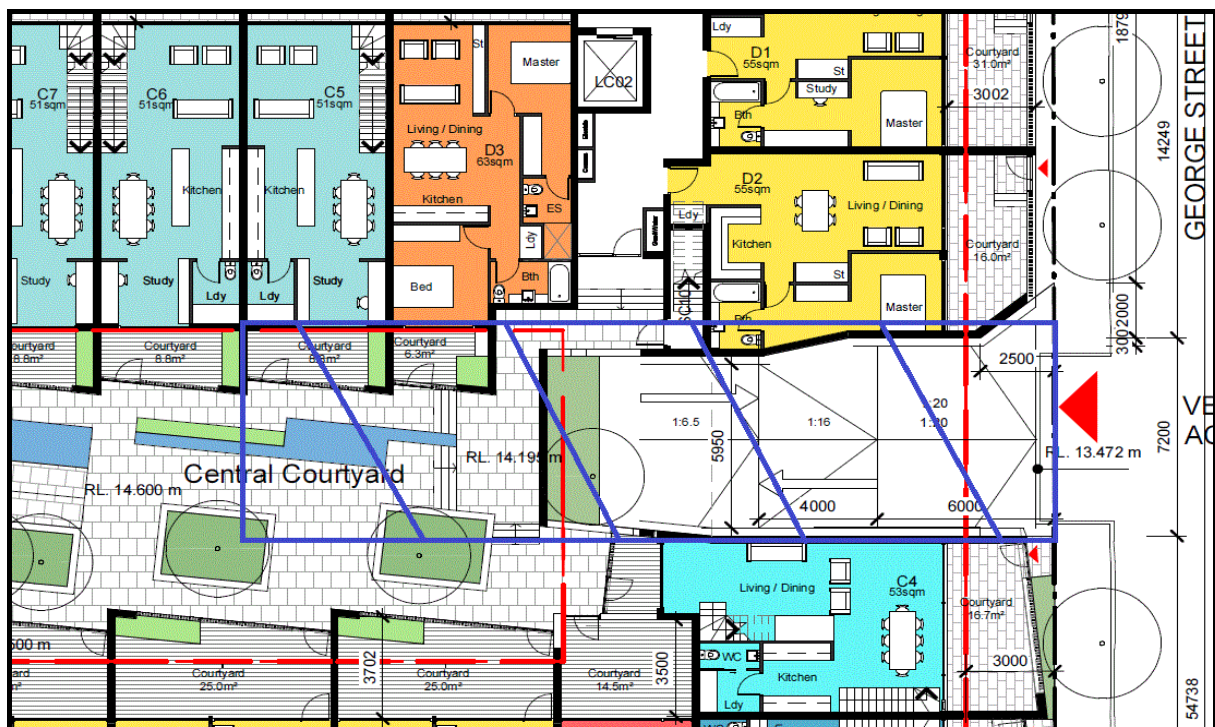 C7
51sqm
Study
Ldy
C6
51sqm
Kitchen
Study
Ldy
C5
51sqm
Kitchen
Study
St
Master
Living / Dining
D3
63sqm
Kitchen
ES
Ldy
Bed
Bth
LC02
Ldy
D1
55sqm
St
Study
Bth
Master
Courtyard
31.0m²
3002
1879
14249
GEORGE STREET
D2
55sqm
Ldy
Living / Dining
Kitchen
St
Master
Bth
Courtyard
16.0m²
2000
300
2500
ourtyard
8.8m²
Courtyard
8.8m²
Courtyard
8.8m²
Courtyard
6.3m²
Central Courtyard
RL. 14.600 m
RL. 14.195 m
1:6.5
5950
1:16
1:20
1:20
4000
6000
RL. 13.472 m
7200
VE
AC
Living / Dining
C4
53sqm
WC
Kitchen
Ldy
Courtyard
16.7m²
3000
54738
500 m
Courtyard
25.0m²
3702
Courtyard
25.0m²
Courtyard
14.5m²
3500